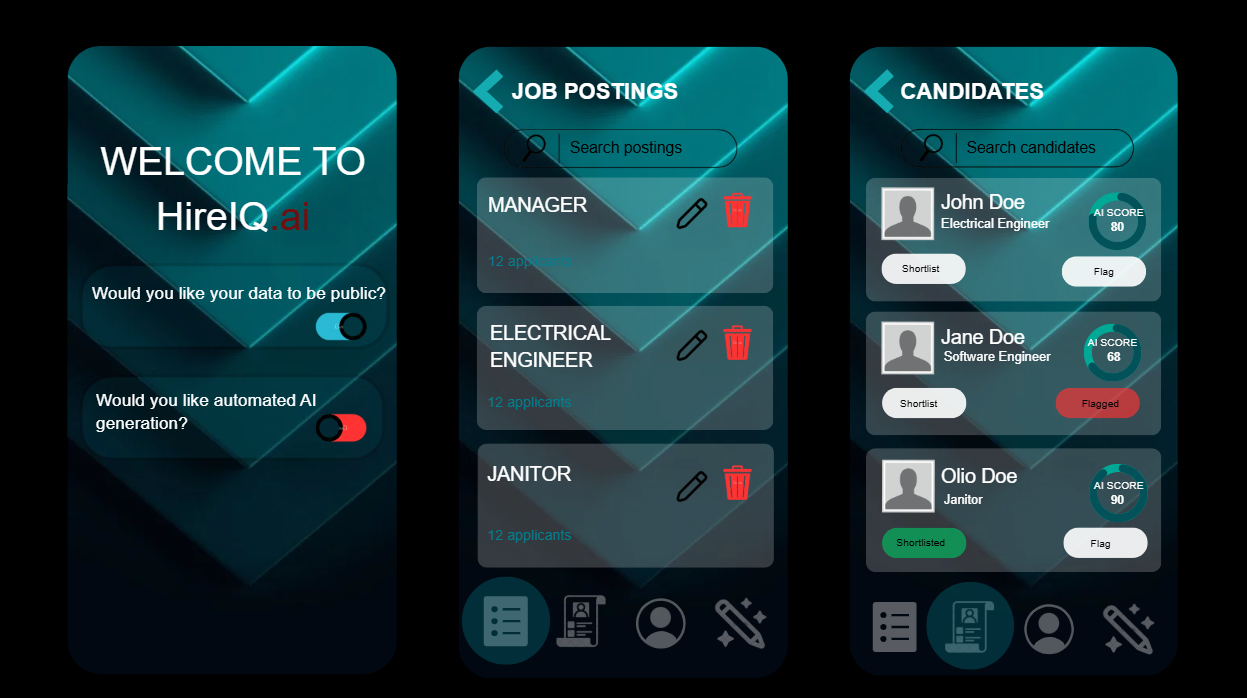 WELCOME TO
HireIQ.ai
Would you like your data to be public?
Would you like automated AI
generation?
JOB POSTINGS
Search postings
MANAGER
12 applicants
ELECTRICAL
ENGINEER
12 applicants
JANITOR
12 applicants
CANDIDATES
Search candidates
John Doe
Electrical Engineer
AI SCORE
80
Shortlist
Flag
Jane Doe
Software Engineer
AI SCORE
68
Shortlist
Flagged
Olio Doe
Janitor
AI SCORE
90
Shortlisted
Flag